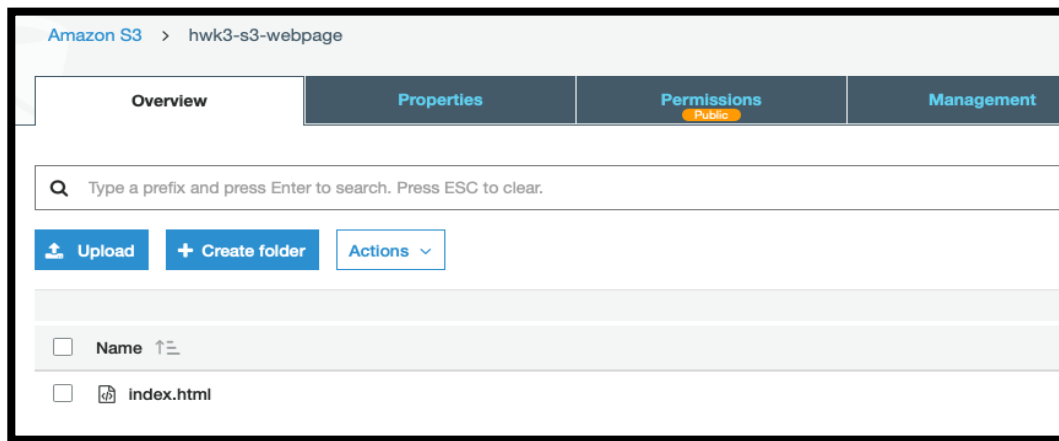 Amazon S3 > hwk3-s3-webpage
Overview Properties Permissions Management
Public
Type a prefix and press Enter to search. Press ESC to clear.
Upload + Create folder Actions
Name
index.html